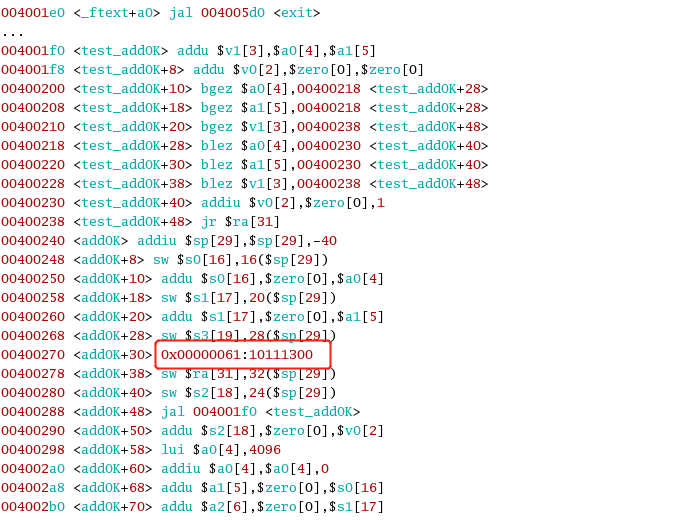 004001e0 <_ftext+a0> jal 004005d0 <exit>
...
004001f0 <test_addOK> addu $v1[3],$a0[4],$a1[5]
004001f8 <test_addOK+8> addu $v0[2],$zero[0],$zero[0]
00400200 <test_addOK+10> bgez $a0[4],00400218 <test_addOK+28>
00400208 <test_addOK+18> bgez $a1[5],00400218 <test_addOK+28>
00400210 <test_addOK+20> bgez $v1[3],00400238 <test_addOK+48>
00400218 <test_addOK+28> blez $a0[4],00400230 <test_addOK+40>
00400220 <test_addOK+30> blez $a1[5],00400230 <test_addOK+40>
00400228 <test_addOK+38> blez $v1[3],00400238 <test_addOK+48>
00400230 <test_addOK+40> addiu $v0[2],$zero[0],1
00400238 <test_addOK+48> jr $ra[31]
00400240 <addOK> addiu $sp[29],$sp[29],-40
00400248 <addOK+8> sw $s0[16],16($sp[29])
00400250 <addOK+10> addu $s0[16],$zero[0],$a0[4]
00400258 <addOK+18> sw $s1[17],20($sp[29])
00400260 <addOK+20> addu $s1[17],$zero[0],$a1[5]
00400268 <addOK+28> sw $s3[19],28($sp[29])
00400270 <addOK+30> 0x00000061:10111300
00400278 <addOK+38> sw $ra[31],32($sp[29])
00400280 <addOK+40> sw $s2[18],24($sp[29])
00400288 <addOK+48> jal 004001f0 <test_addOK>
00400290 <addOK+50> addu $s2[18],$zero[0],$v0[2]
00400298 <addOK+58> lui $a0[4],4096
004002a0 <addOK+60> addiu $a0[4],$a0[4],0
004002a8 <addOK+68> addu $a1[5],$zero[0],$s0[16]
004002b0 <addOK+70> addu $a2[6],$zero[0],$s1[17]